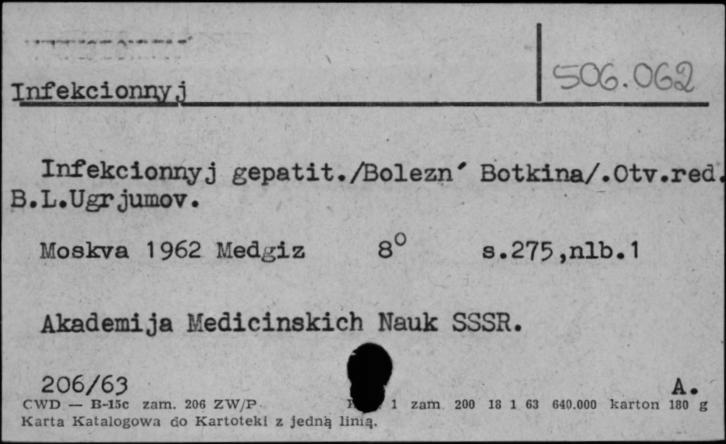 506.062
Infekcionnyj
Infekcionnyj gepatit./Bolezn´ Botkina/.Otv.red.
B.L.Ugrjumov.
Moskva 1962 Medgiz 8° s.275,nlb.1
Akademija Medicinskich Nauk SSSR.
206/63 A.
CWD — B-15c zam. 206 ZW/P 1 zam 200 18 1 63 640.000 karton 180 g
Karta Katalogowa do Kartoteki z jedną linią.